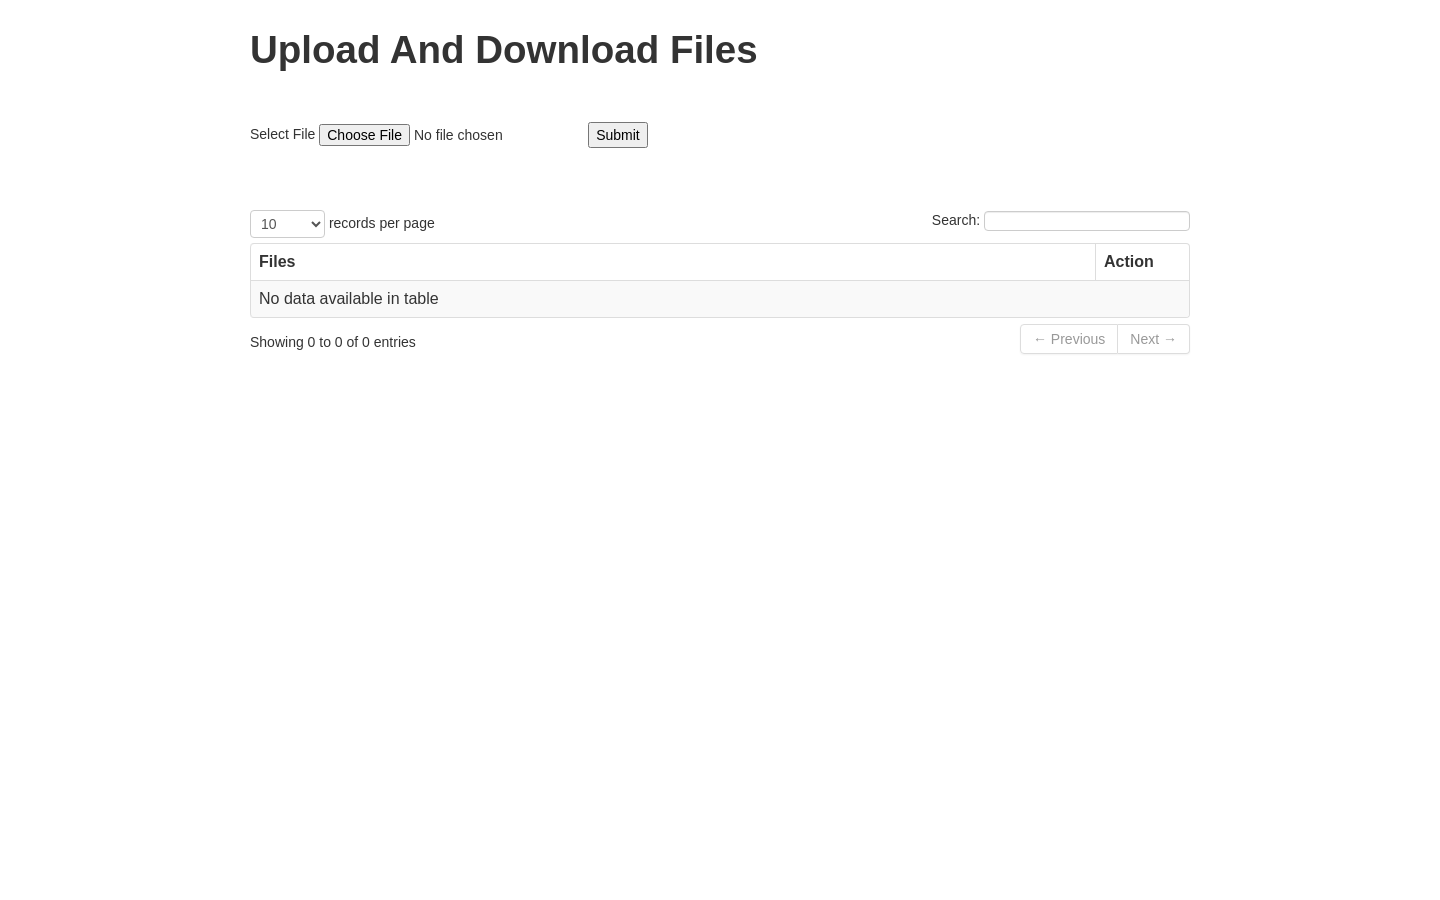 Upload And Download Files
Select File Choose File No file chosen Submit
10 records per page Search:
Files Action
No data available in table
Showing 0 to 0 of 0 entries ← Previous Next →